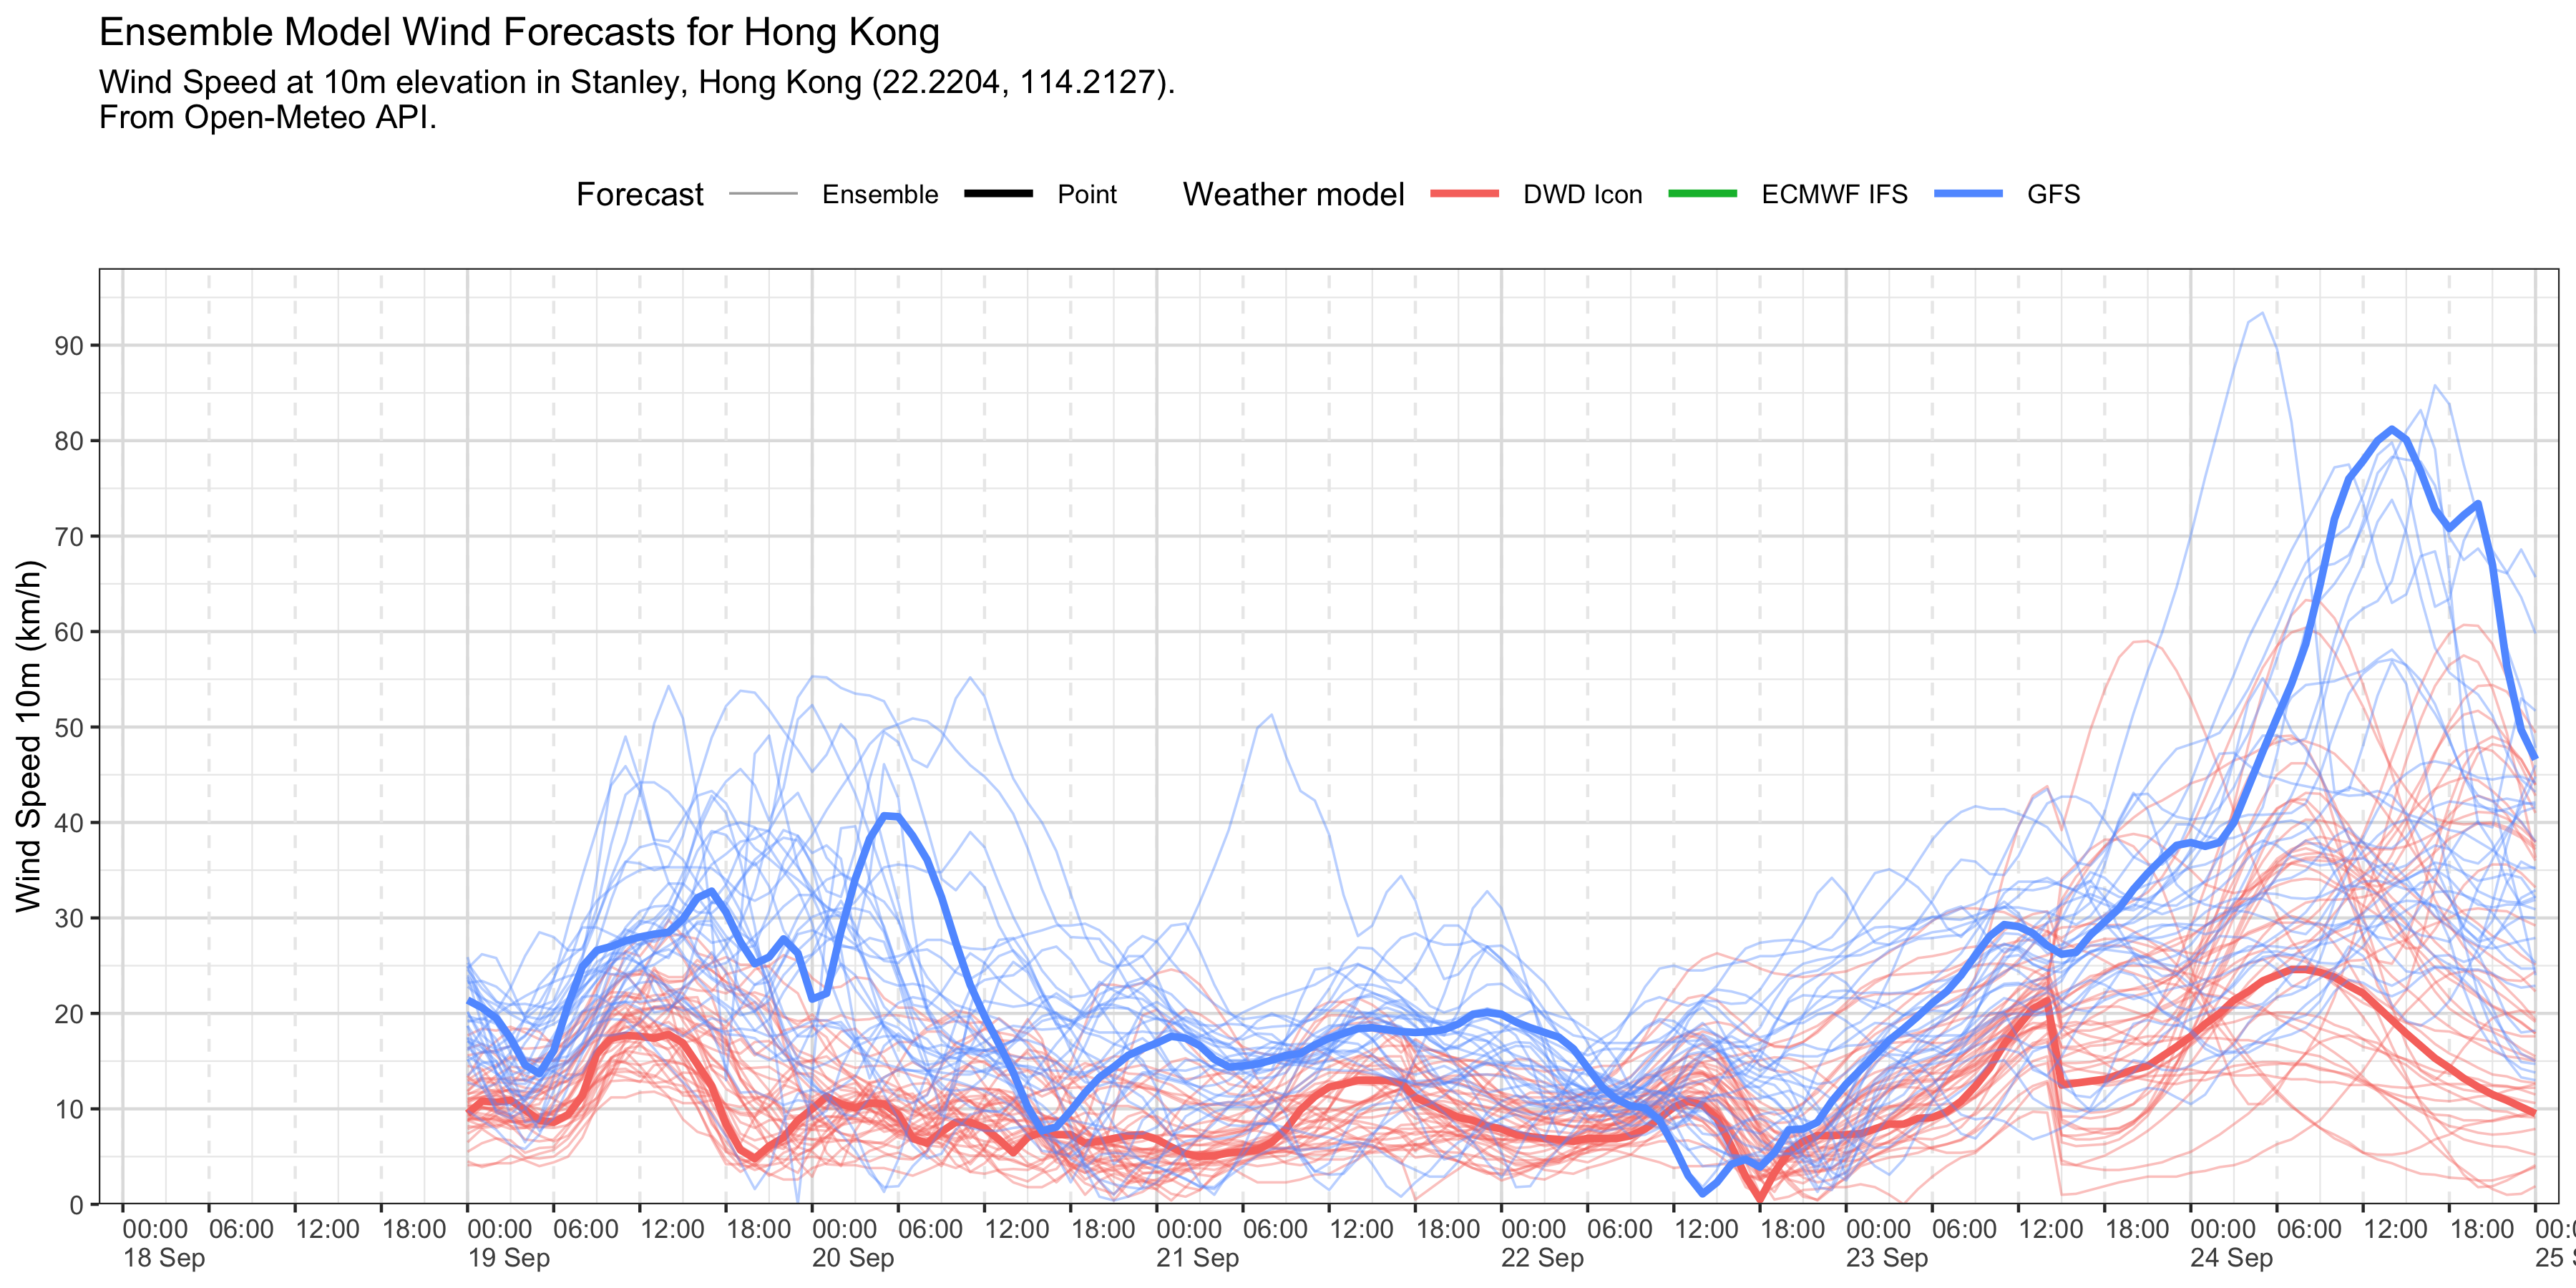 Ensemble Model Wind Forecasts for Hong Kong
Wind Speed at 10m elevation in Stanley, Hong Kong (22.2204, 114.2127).
From Open-Meteo API.
Forecast Ensemble Point Weather model DWD Icon ECMWF IFS GFS
Wind Speed 10m (km/h)
90
80
70
60
50
40
30
20
10
0
00:00 06:00 12:00 18:00 00:00 06:00 12:00 18:00 00:00 06:00 12:00 18:00 00:00 06:00 12:00 18:00 00:00 06:00 12:00 18:00 00:00 06:00 12:00 18:00 00:00 06:00 12:00 18:00
18 Sep 19 Sep 20 Sep 21 Sep 22 Sep 23 Sep 24 Sep 25